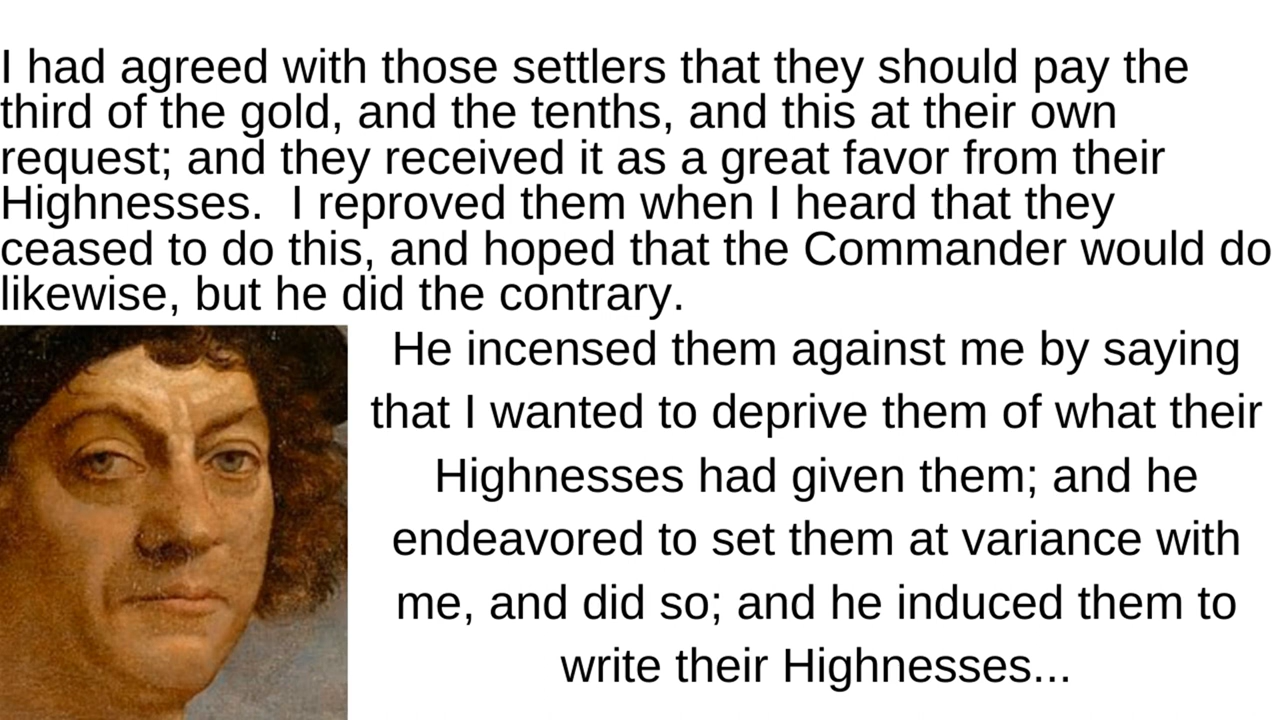 I had agreed with those settlers that they should pay the
third of the gold, and the tenths, and this at their own
request; and they received it as a great favor from their
Highnesses.  I reproved them when I heard that they
ceased to do this, and hoped that the Commander would do
likewise, but he did the contrary.
He incensed them against me by saying
that I wanted to deprive them of what their
Highnesses had given them; and he
endeavored to set them at variance with
me, and did so; and he induced them to
write their Highnesses...